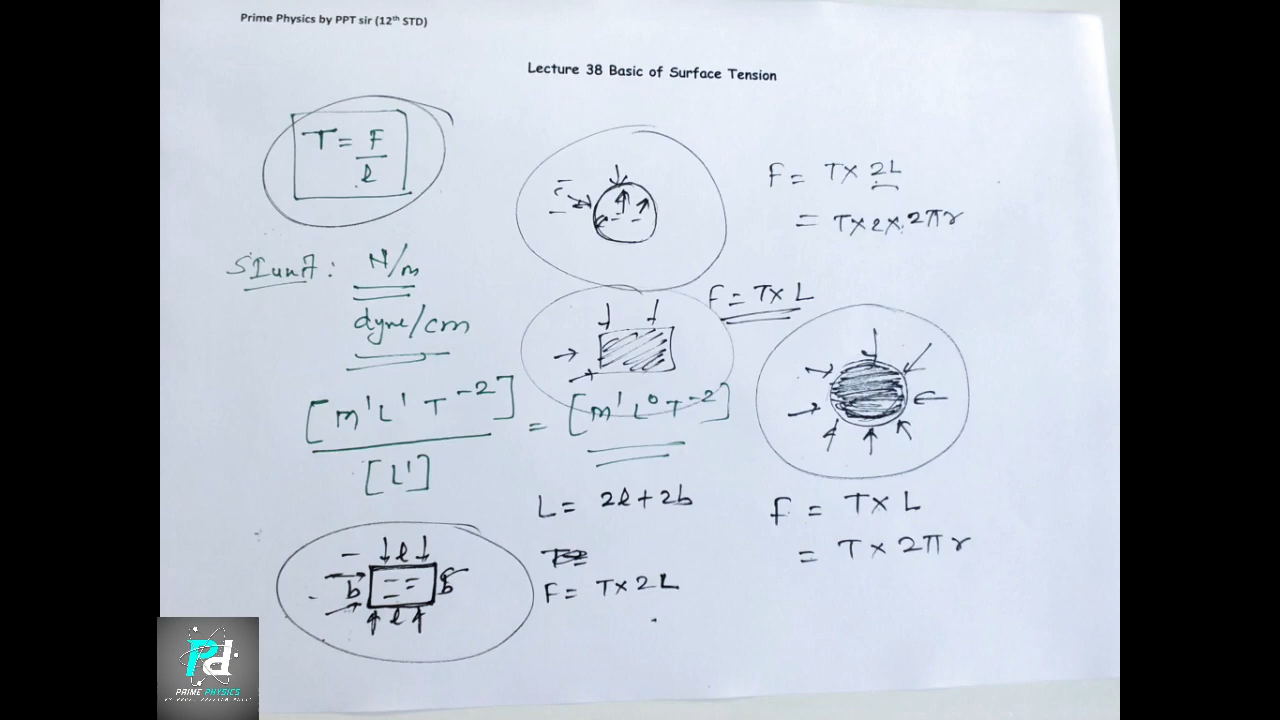 Prime Physics by PPT sir (12th STD)
Lecture 38 Basic of Surface Tension
T = F/l
SI unit : N/m
dyne/cm
[M¹L¹T⁻²]/[L¹] = [M¹L⁰T⁻²]
F = T × 2L
= T × 2 × 2πr
F = T × L
L = 2l + 2b
F = T × 2L
l
b
b
l
F = T × L
= T × 2πr
Pd
PRIME PHYSICS